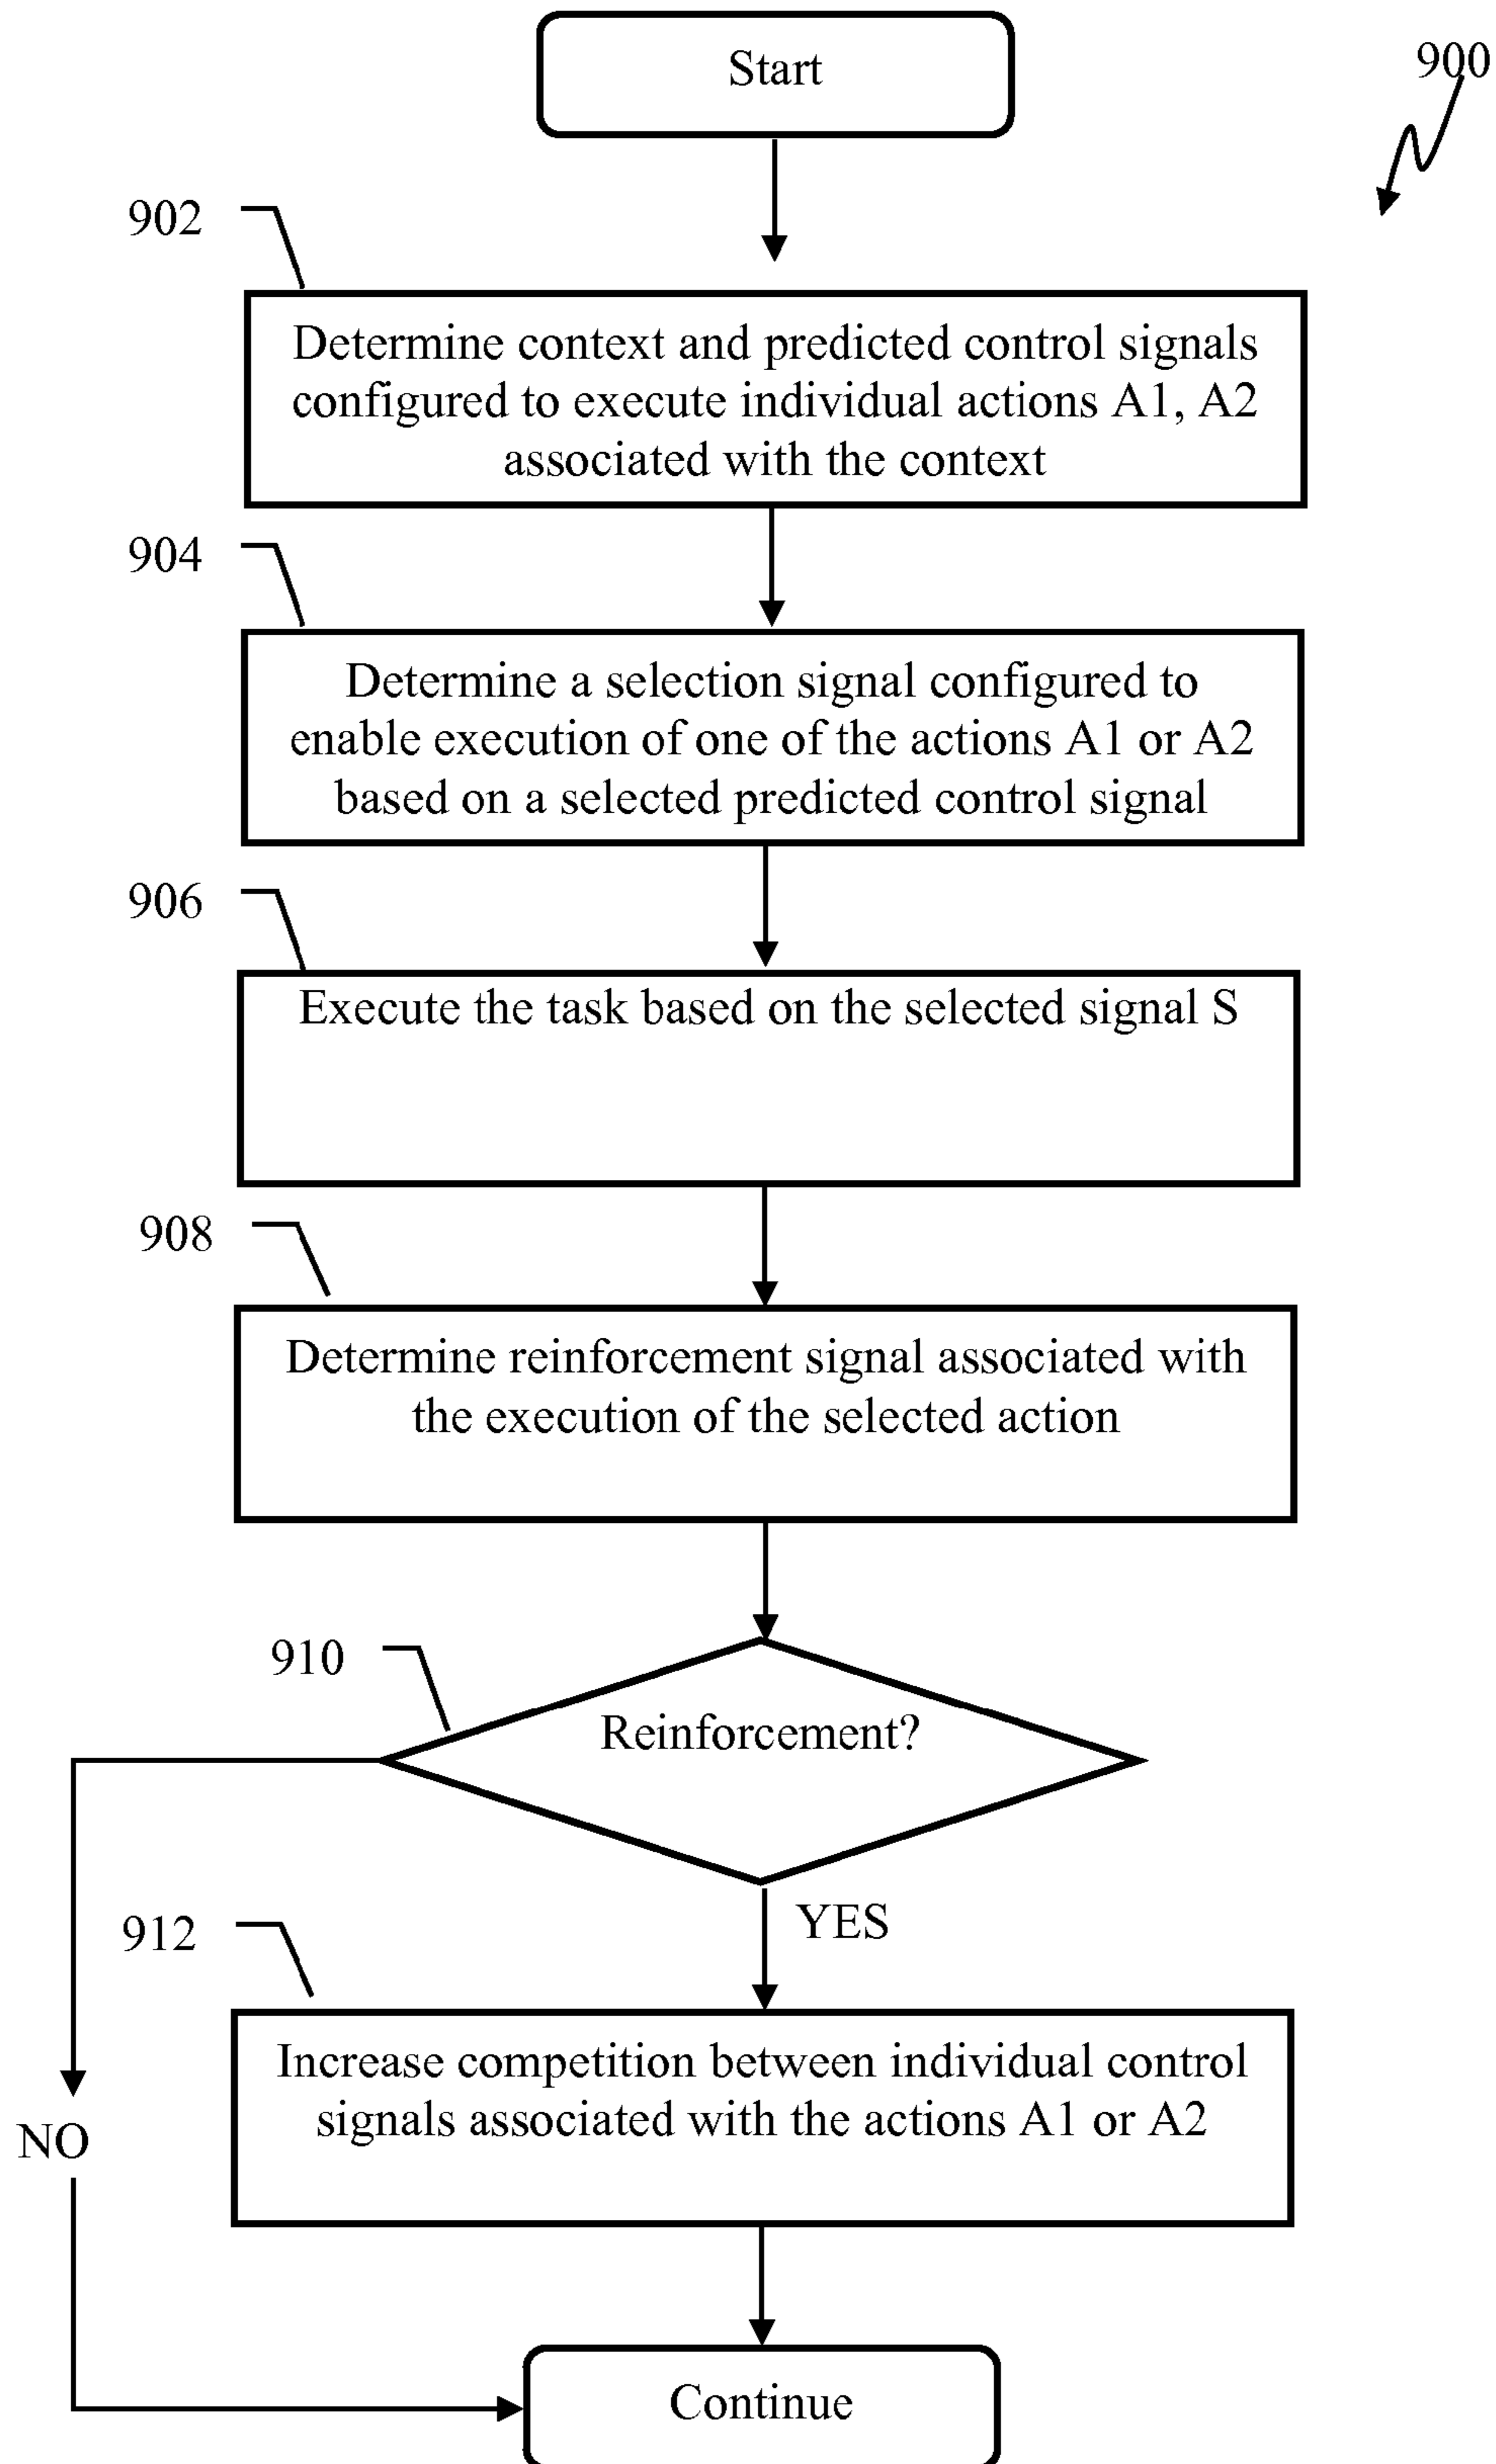 Start
900
902
Determine context and predicted control signals
configured to execute individual actions A1, A2
associated with the context
904
Determine a selection signal configured to
enable execution of one of the actions A1 or A2
based on a selected predicted control signal
906
Execute the task based on the selected signal S
908
Determine reinforcement signal associated with
the execution of the selected action
910
Reinforcement?
YES
912
Increase competition between individual control
signals associated with the actions A1 or A2
NO
Continue